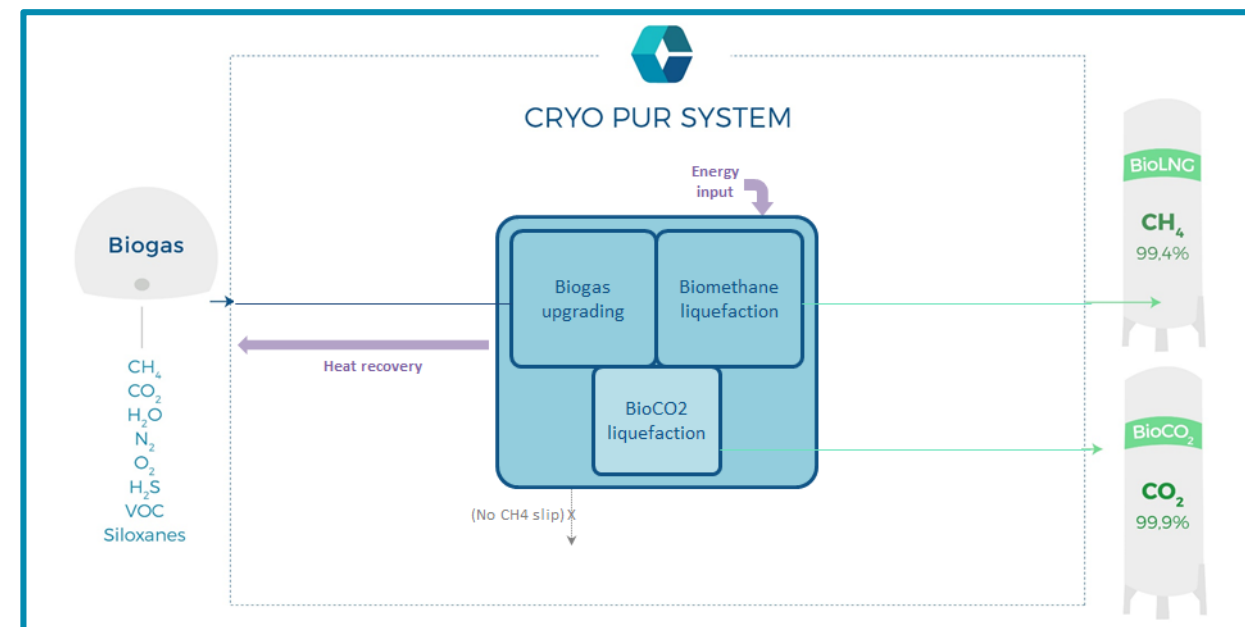 CRYO PUR SYSTEM
Energy
input
BioLNG
CH₄
99,4%
Biogas
Biogas
upgrading
Biomethane
liquefaction
Heat recovery
CH₄
CO₂
H₂O
N₂
O₂
H₂S
VOC
Siloxanes
BioCO2
liquefaction
(No CH4 slip) X
BioCO₂
CO₂
99,9%